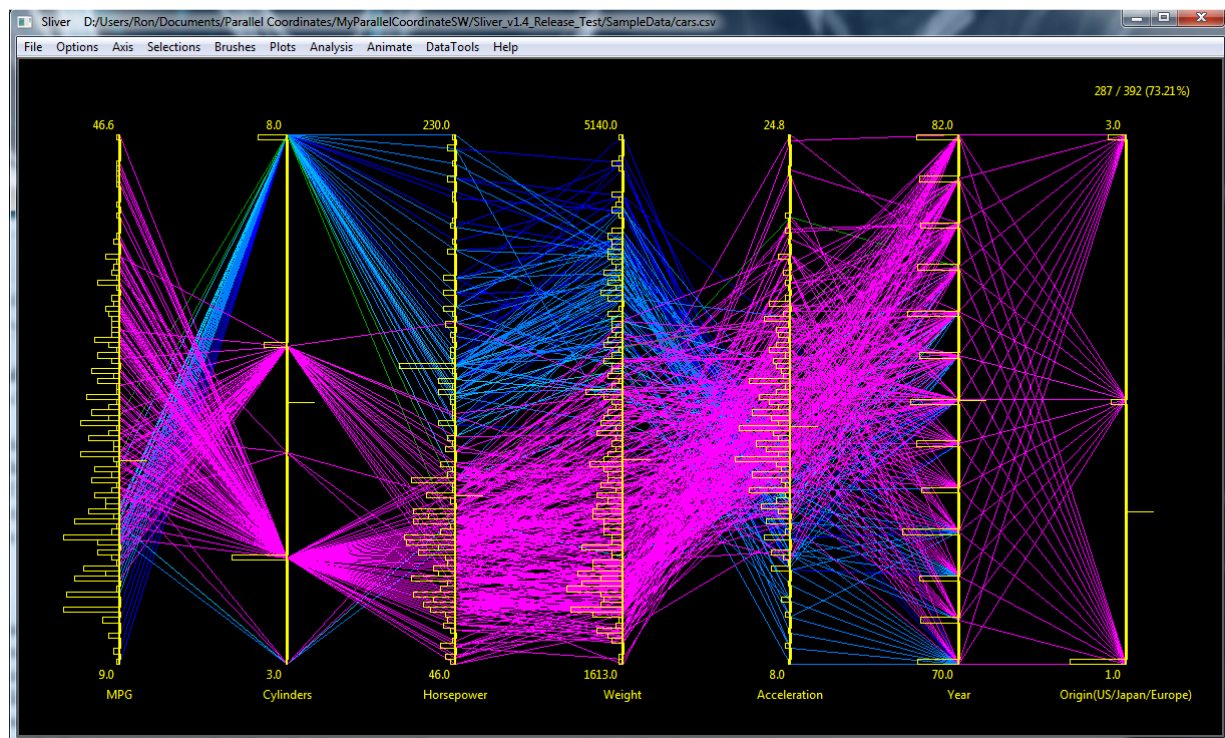 Sliver D:/Users/Ron/Documents/Parallel Coordinates/MyParallelCoordinateSW/Sliver_v1.4_Release_Test/SampleData/cars.csv
File Options Axis Selections Brushes Plots Analysis Animate DataTools Help
287 / 392 (73.21%)
46.6 8.0 230.0 5140.0 24.8 82.0 3.0
9.0 3.0 46.0 1613.0 8.0 70.0 1.0
MPG Cylinders Horsepower Weight Acceleration Year Origin(US/Japan/Europe)